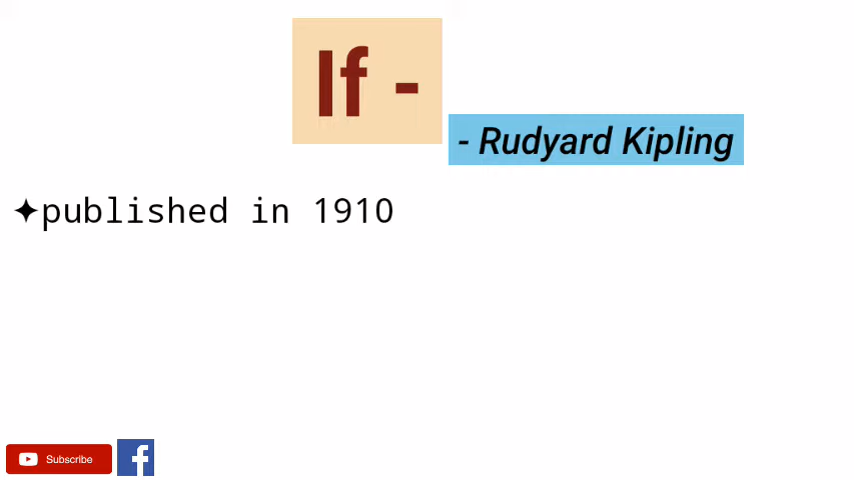 If -
- Rudyard Kipling
✦published in 1910
Subscribe